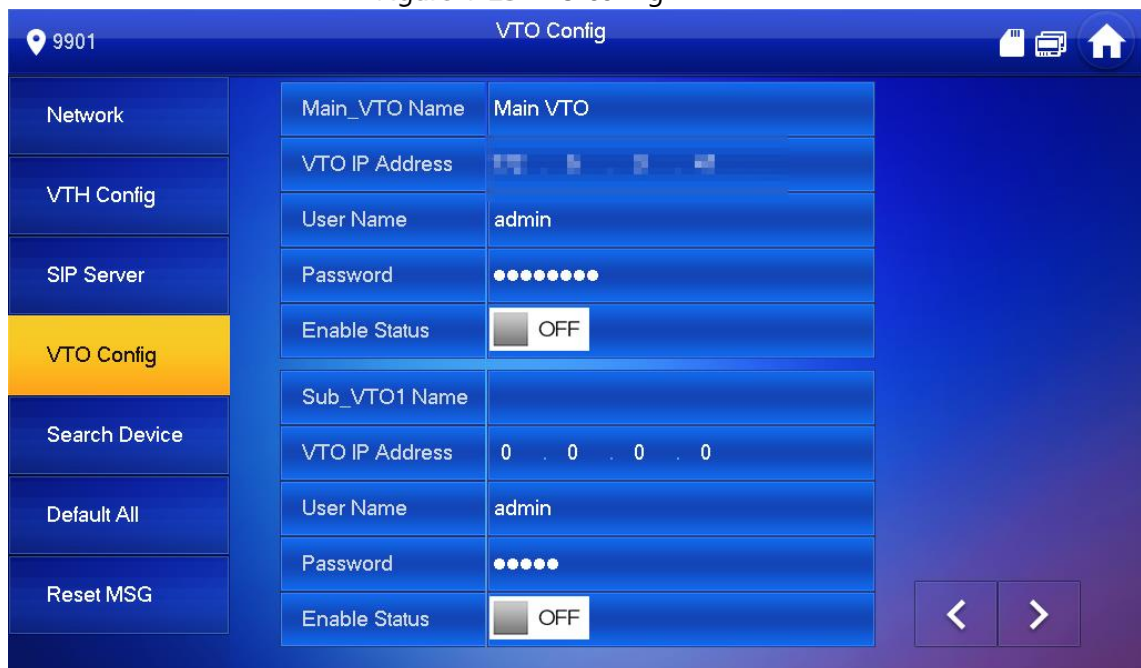 9901
VTO Config
Network
VTH Config
SIP Server
VTO Config
Search Device
Default All
Reset MSG
Main_VTO Name Main VTO
VTO IP Address
User Name admin
Password ●●●●●●●●
Enable Status OFF
Sub_VTO1 Name
VTO IP Address 0 . 0 . 0 . 0
User Name admin
Password ●●●●●
Enable Status OFF